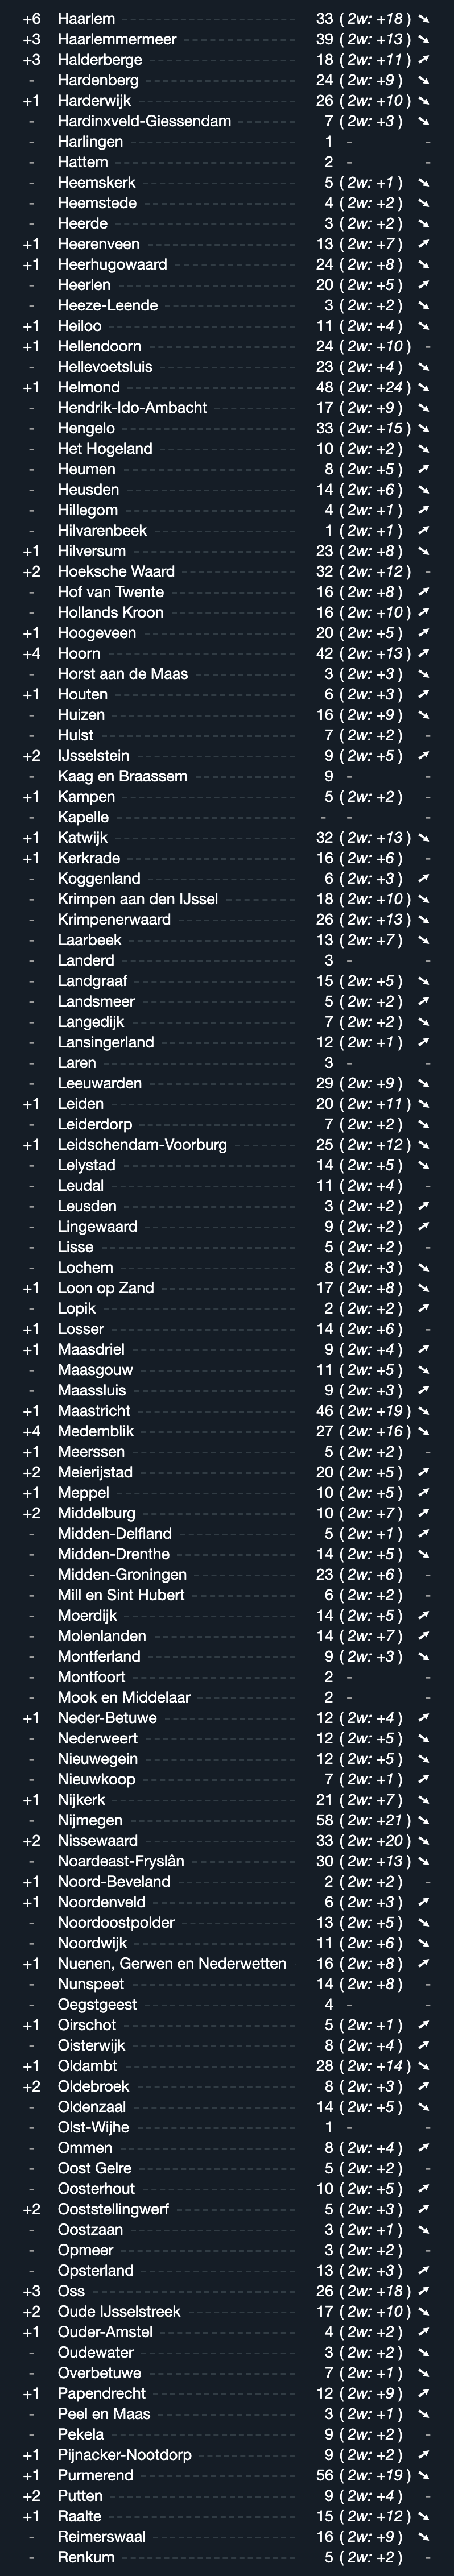 +6 Haarlem 33 ( 2w: +18 ) ↘
+3 Haarlemmermeer 39 ( 2w: +13 ) ↘
+3 Halderberge 18 ( 2w: +11 ) ↗
- Hardenberg 24 ( 2w: +9 ) ↘
+1 Harderwijk 26 ( 2w: +10 ) ↘
- Hardinxveld-Giessendam 7 ( 2w: +3 ) ↘
- Harlingen 1 - -
- Hattem 2 - -
- Heemskerk 5 ( 2w: +1 ) ↘
- Heemstede 4 ( 2w: +2 ) ↘
- Heerde 3 ( 2w: +2 ) ↘
+1 Heerenveen 13 ( 2w: +7 ) ↗
+1 Heerhugowaard 24 ( 2w: +8 ) ↘
- Heerlen 20 ( 2w: +5 ) ↗
- Heeze-Leende 3 ( 2w: +2 ) ↘
+1 Heiloo 11 ( 2w: +4 ) ↘
+1 Hellendoorn 24 ( 2w: +10 ) -
- Hellevoetsluis 23 ( 2w: +4 ) ↘
+1 Helmond 48 ( 2w: +24 ) ↘
- Hendrik-Ido-Ambacht 17 ( 2w: +9 ) ↘
- Hengelo 33 ( 2w: +15 ) ↘
- Het Hogeland 10 ( 2w: +2 ) ↘
- Heumen 8 ( 2w: +5 ) ↗
- Heusden 14 ( 2w: +6 ) ↘
- Hillegom 4 ( 2w: +1 ) ↗
- Hilvarenbeek 1 ( 2w: +1 ) ↗
+1 Hilversum 23 ( 2w: +8 ) ↘
+2 Hoeksche Waard 32 ( 2w: +12 ) -
- Hof van Twente 16 ( 2w: +8 ) ↗
- Hollands Kroon 16 ( 2w: +10 ) ↗
+1 Hoogeveen 20 ( 2w: +5 ) ↗
+4 Hoorn 42 ( 2w: +13 ) ↗
- Horst aan de Maas 3 ( 2w: +3 ) ↘
+1 Houten 6 ( 2w: +3 ) ↗
- Huizen 16 ( 2w: +9 ) ↘
- Hulst 7 ( 2w: +2 ) -
+2 IJsselstein 9 ( 2w: +5 ) ↗
- Kaag en Braassem 9 - -
+1 Kampen 5 ( 2w: +2 ) -
- Kapelle - - -
+1 Katwijk 32 ( 2w: +13 ) ↘
+1 Kerkrade 16 ( 2w: +6 ) -
- Koggenland 6 ( 2w: +3 ) ↗
- Krimpen aan den IJssel 18 ( 2w: +10 ) ↘
- Krimpenerwaard 26 ( 2w: +13 ) ↘
- Laarbeek 13 ( 2w: +7 ) ↘
- Landerd 3 - -
- Landgraaf 15 ( 2w: +5 ) ↘
- Landsmeer 5 ( 2w: +2 ) ↗
- Langedijk 7 ( 2w: +2 ) ↘
- Lansingerland 12 ( 2w: +1 ) ↗
- Laren 3 - -
- Leeuwarden 29 ( 2w: +9 ) ↘
+1 Leiden 20 ( 2w: +11 ) ↘
- Leiderdorp 7 ( 2w: +2 ) ↘
+1 Leidschendam-Voorburg 25 ( 2w: +12 ) ↘
- Lelystad 14 ( 2w: +5 ) ↘
- Leudal 11 ( 2w: +4 ) -
- Leusden 3 ( 2w: +2 ) ↗
- Lingewaard 9 ( 2w: +2 ) ↗
- Lisse 5 ( 2w: +2 ) -
- Lochem 8 ( 2w: +3 ) ↘
+1 Loon op Zand 17 ( 2w: +8 ) ↘
- Lopik 2 ( 2w: +2 ) ↗
+1 Losser 14 ( 2w: +6 ) -
+1 Maasdriel 9 ( 2w: +4 ) ↗
- Maasgouw 11 ( 2w: +5 ) ↘
- Maassluis 9 ( 2w: +3 ) ↗
+1 Maastricht 46 ( 2w: +19 ) ↘
+4 Medemblik 27 ( 2w: +16 ) ↘
+1 Meerssen 5 ( 2w: +2 ) -
+2 Meierijstad 20 ( 2w: +5 ) ↗
+1 Meppel 10 ( 2w: +5 ) ↗
+2 Middelburg 10 ( 2w: +7 ) ↗
- Midden-Delfland 5 ( 2w: +1 ) ↗
- Midden-Drenthe 14 ( 2w: +5 ) ↘
- Midden-Groningen 23 ( 2w: +6 ) -
- Mill en Sint Hubert 6 ( 2w: +2 ) -
- Moerdijk 14 ( 2w: +5 ) ↗
- Molenlanden 14 ( 2w: +7 ) ↗
- Montferland 9 ( 2w: +3 ) ↘
- Montfoort 2 - -
- Mook en Middelaar 2 - -
+1 Neder-Betuwe 12 ( 2w: +4 ) ↗
- Nederweert 12 ( 2w: +5 ) ↘
- Nieuwegein 12 ( 2w: +5 ) ↘
- Nieuwkoop 7 ( 2w: +1 ) ↗
+1 Nijkerk 21 ( 2w: +7 ) ↘
- Nijmegen 58 ( 2w: +21 ) ↘
+2 Nissewaard 33 ( 2w: +20 ) ↘
- Noardeast-Fryslân 30 ( 2w: +13 ) ↘
+1 Noord-Beveland 2 ( 2w: +2 ) -
+1 Noordenveld 6 ( 2w: +3 ) ↗
- Noordoostpolder 13 ( 2w: +5 ) ↘
- Noordwijk 11 ( 2w: +6 ) ↘
+1 Nuenen, Gerwen en Nederwetten 16 ( 2w: +8 ) ↗
- Nunspeet 14 ( 2w: +8 ) -
- Oegstgeest 4 - -
+1 Oirschot 5 ( 2w: +1 ) ↗
- Oisterwijk 8 ( 2w: +4 ) ↗
+1 Oldambt 28 ( 2w: +14 ) ↘
+2 Oldebroek 8 ( 2w: +3 ) ↗
- Oldenzaal 14 ( 2w: +5 ) ↘
- Olst-Wijhe 1 - -
- Ommen 8 ( 2w: +4 ) ↗
- Oost Gelre 5 ( 2w: +2 ) -
- Oosterhout 10 ( 2w: +5 ) ↗
+2 Ooststellingwerf 5 ( 2w: +3 ) ↗
- Oostzaan 3 ( 2w: +1 ) ↘
- Opmeer 3 ( 2w: +2 ) -
- Opsterland 13 ( 2w: +3 ) ↗
+3 Oss 26 ( 2w: +18 ) ↗
+2 Oude IJsselstreek 17 ( 2w: +10 ) ↘
+1 Ouder-Amstel 4 ( 2w: +2 ) ↗
- Oudewater 3 ( 2w: +2 ) ↘
- Overbetuwe 7 ( 2w: +1 ) ↘
+1 Papendrecht 12 ( 2w: +9 ) ↗
- Peel en Maas 3 ( 2w: +1 ) ↘
- Pekela 9 ( 2w: +2 ) -
+1 Pijnacker-Nootdorp 9 ( 2w: +2 ) ↗
+1 Purmerend 56 ( 2w: +19 ) ↘
+2 Putten 9 ( 2w: +4 ) -
+1 Raalte 15 ( 2w: +12 ) ↘
- Reimerswaal 16 ( 2w: +9 ) ↘
- Renkum 5 ( 2w: +2 ) -